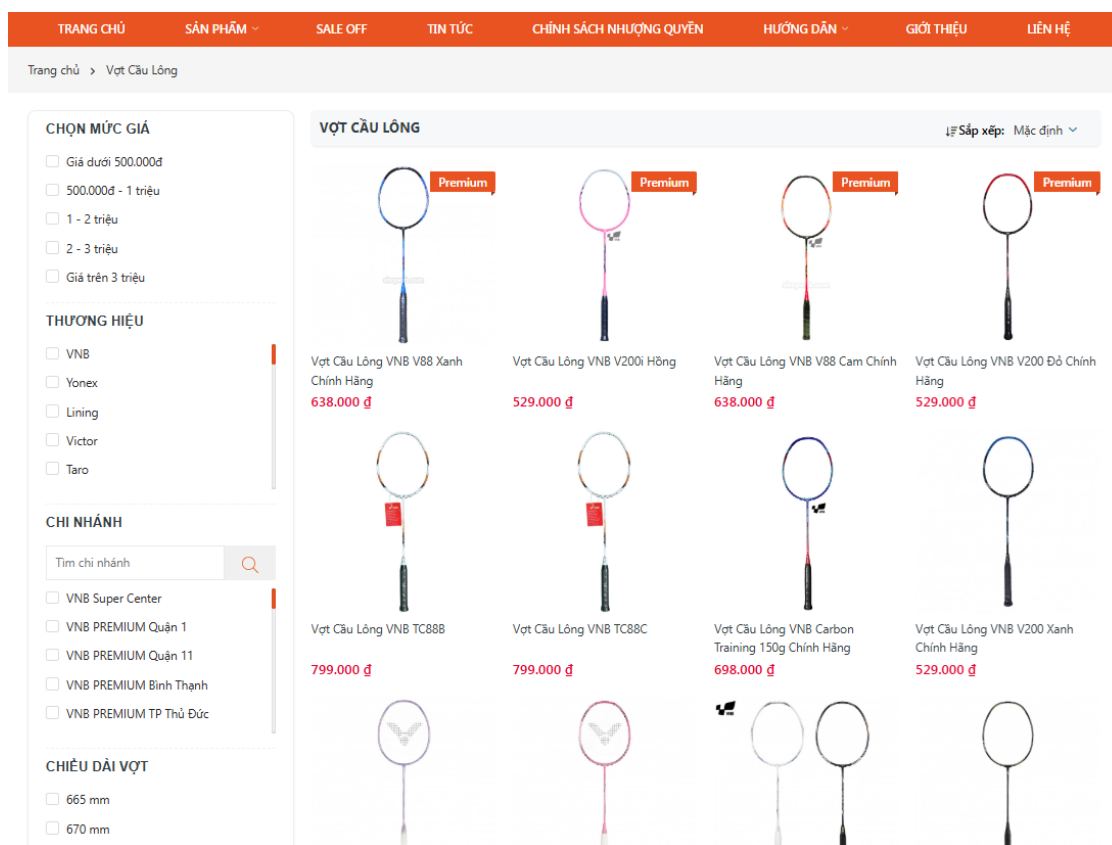 TRANG CHỦ
SẢN PHẨM
SALE OFF
TIN TỨC
CHÍNH SÁCH NHƯỢNG QUYỀN
HƯỚNG DẪN
GIỚI THIỆU
LIÊN HỆ
Trang chủ > Vợt Cầu Lông
CHỌN MỨC GIÁ
Giá dưới 500.000đ
500.000đ - 1 triệu
1 - 2 triệu
2 - 3 triệu
Giá trên 3 triệu
THƯƠNG HIỆU
VNB
Yonex
Lining
Victor
Taro
CHI NHÁNH
Tìm chi nhánh
VNB Super Center
VNB PREMIUM Quận 1
VNB PREMIUM Quận 11
VNB PREMIUM Bình Thạnh
VNB PREMIUM TP Thủ Đức
CHIỀU DÀI VỢT
665 mm
670 mm
VỢT CẦU LÔNG
Sắp xếp: Mặc định
Premium
Premium
Premium
Premium
Vợt Cầu Lông VNB V88 Xanh
Chính Hãng
638.000 ₫
Vợt Cầu Lông VNB V200i Hồng
529.000 ₫
Vợt Cầu Lông VNB V88 Cam Chính
Hãng
638.000 ₫
Vợt Cầu Lông VNB V200 Đỏ Chính
Hãng
529.000 ₫
Vợt Cầu Lông VNB TC88B
799.000 ₫
Vợt Cầu Lông VNB TC88C
799.000 ₫
Vợt Cầu Lông VNB Carbon
Training 150g Chính Hãng
698.000 ₫
Vợt Cầu Lông VNB V200 Xanh
Chính Hãng
529.000 ₫